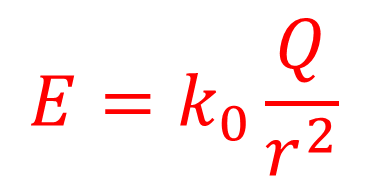 E = k₀ Q/r²